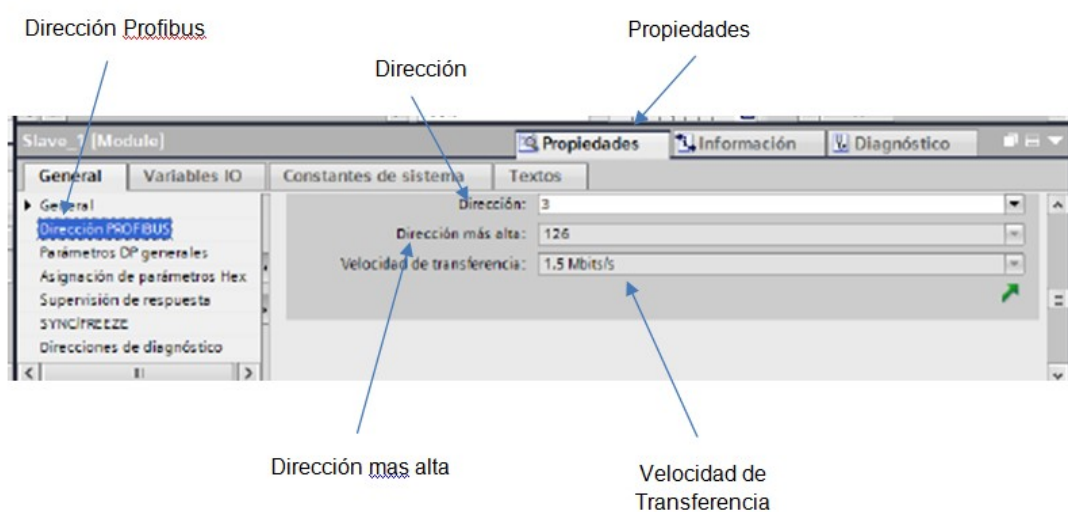 Dirección Profibus
Propiedades
Dirección
Slave_1 [Module]
Propiedades
Información
Diagnóstico
General
Variables IO
Constantes de sistema
Textos
General
Dirección PROFIBUS
Parámetros DP generales
Asignación de parámetros Hex
Supervisión de respuesta
SYNC/FREEZE
Direcciones de diagnóstico
Dirección: 3
Dirección más alta: 126
Velocidad de transferencia: 1.5 Mbits/s
Dirección mas alta
Velocidad de
Transferencia